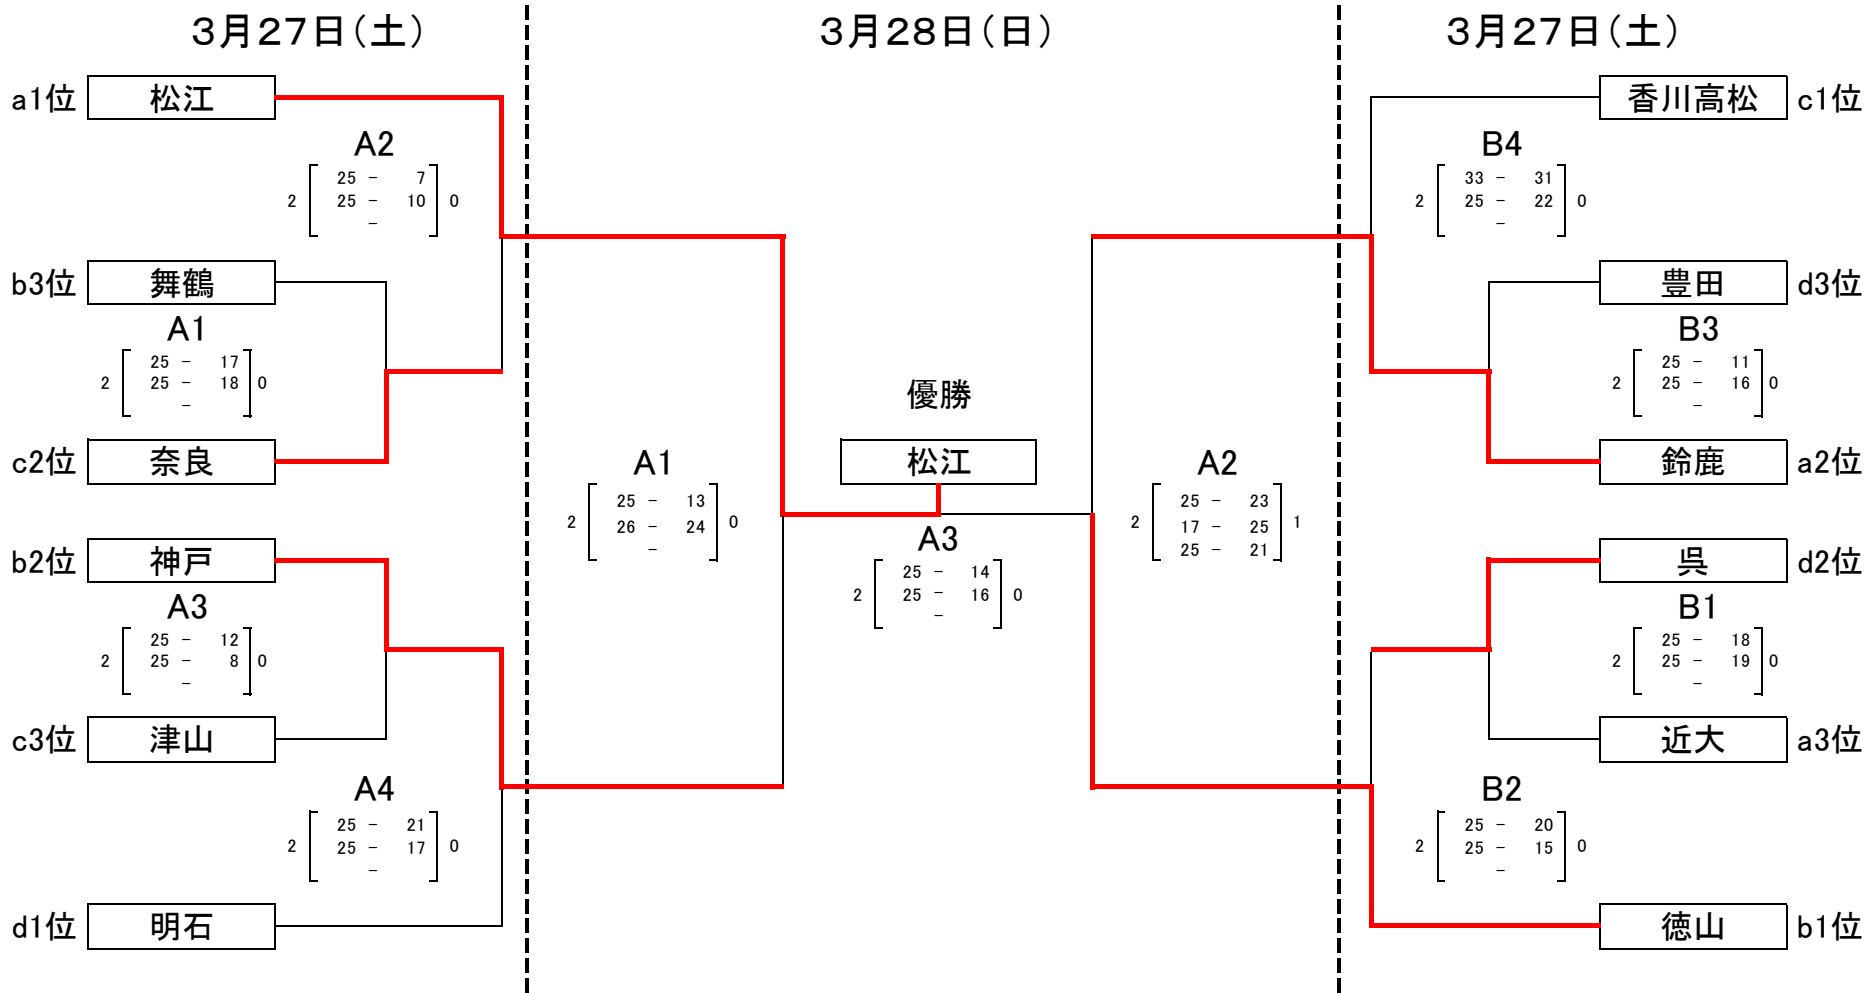 3月27日(土)
3月28日(日)
3月27日(土)
a1位 松江
香川高松 c1位
A2
25 - 7
2 25 - 10 0
-
B4
33 - 31
2 25 - 22 0
-
b3位 舞鶴
豊田 d3位
A1
25 - 17
2 25 - 18 0
-
B3
25 - 11
2 25 - 16 0
-
c2位 奈良
鈴鹿 a2位
優勝
松江
A1
25 - 13
2 26 - 24 0
-
A2
25 - 23
2 17 - 25 1
25 - 21
A3
25 - 14
2 25 - 16 0
-
b2位 神戸
呉 d2位
A3
25 - 12
2 25 - 8 0
-
B1
25 - 18
2 25 - 19 0
-
c3位 津山
近大 a3位
A4
25 - 21
2 25 - 17 0
-
B2
25 - 20
2 25 - 15 0
-
d1位 明石
徳山 b1位